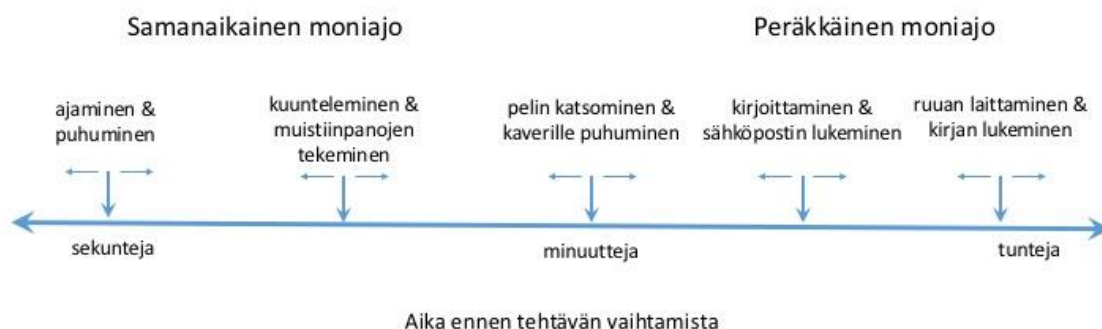 Samanaikainen moniajo
Peräkkäinen moniajo
ajaminen &
puhuminen
kuunteleminen &
muistiinpanojen
tekeminen
pelin katsominen &
kaverille puhuminen
kirjoittaminen &
sähköpostin lukeminen
ruuan laittaminen &
kirjan lukeminen
sekunteja
minuutteja
tunteja
Aika ennen tehtävän vaihtamista